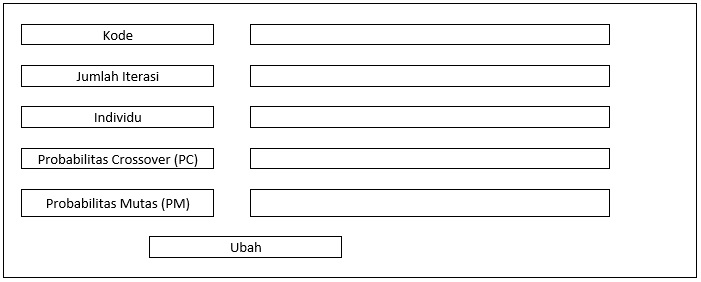 Kode
Jumlah Iterasi
Individu
Probabilitas Crossover (PC)
Probabilitas Mutas (PM)
Ubah